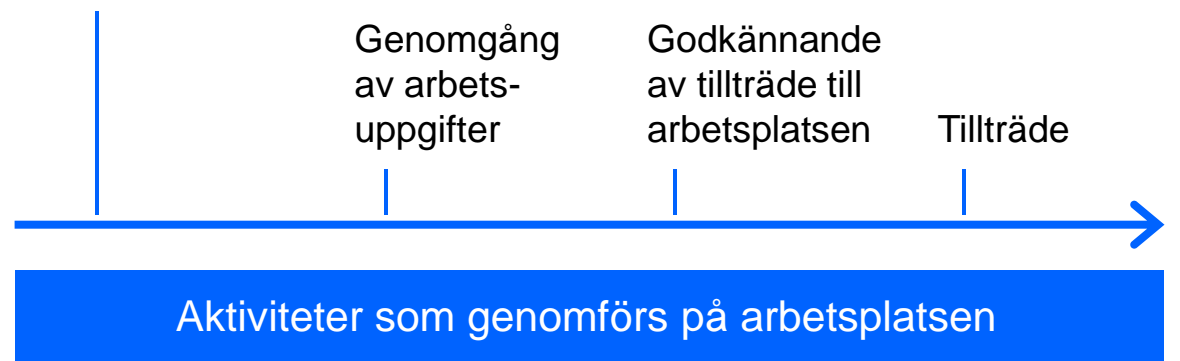 Genomgång
av arbets-
uppgifter
Godkännande
av tillträde till
arbetsplatsen
Tillträde
Aktiviteter som genomförs på arbetsplatsen